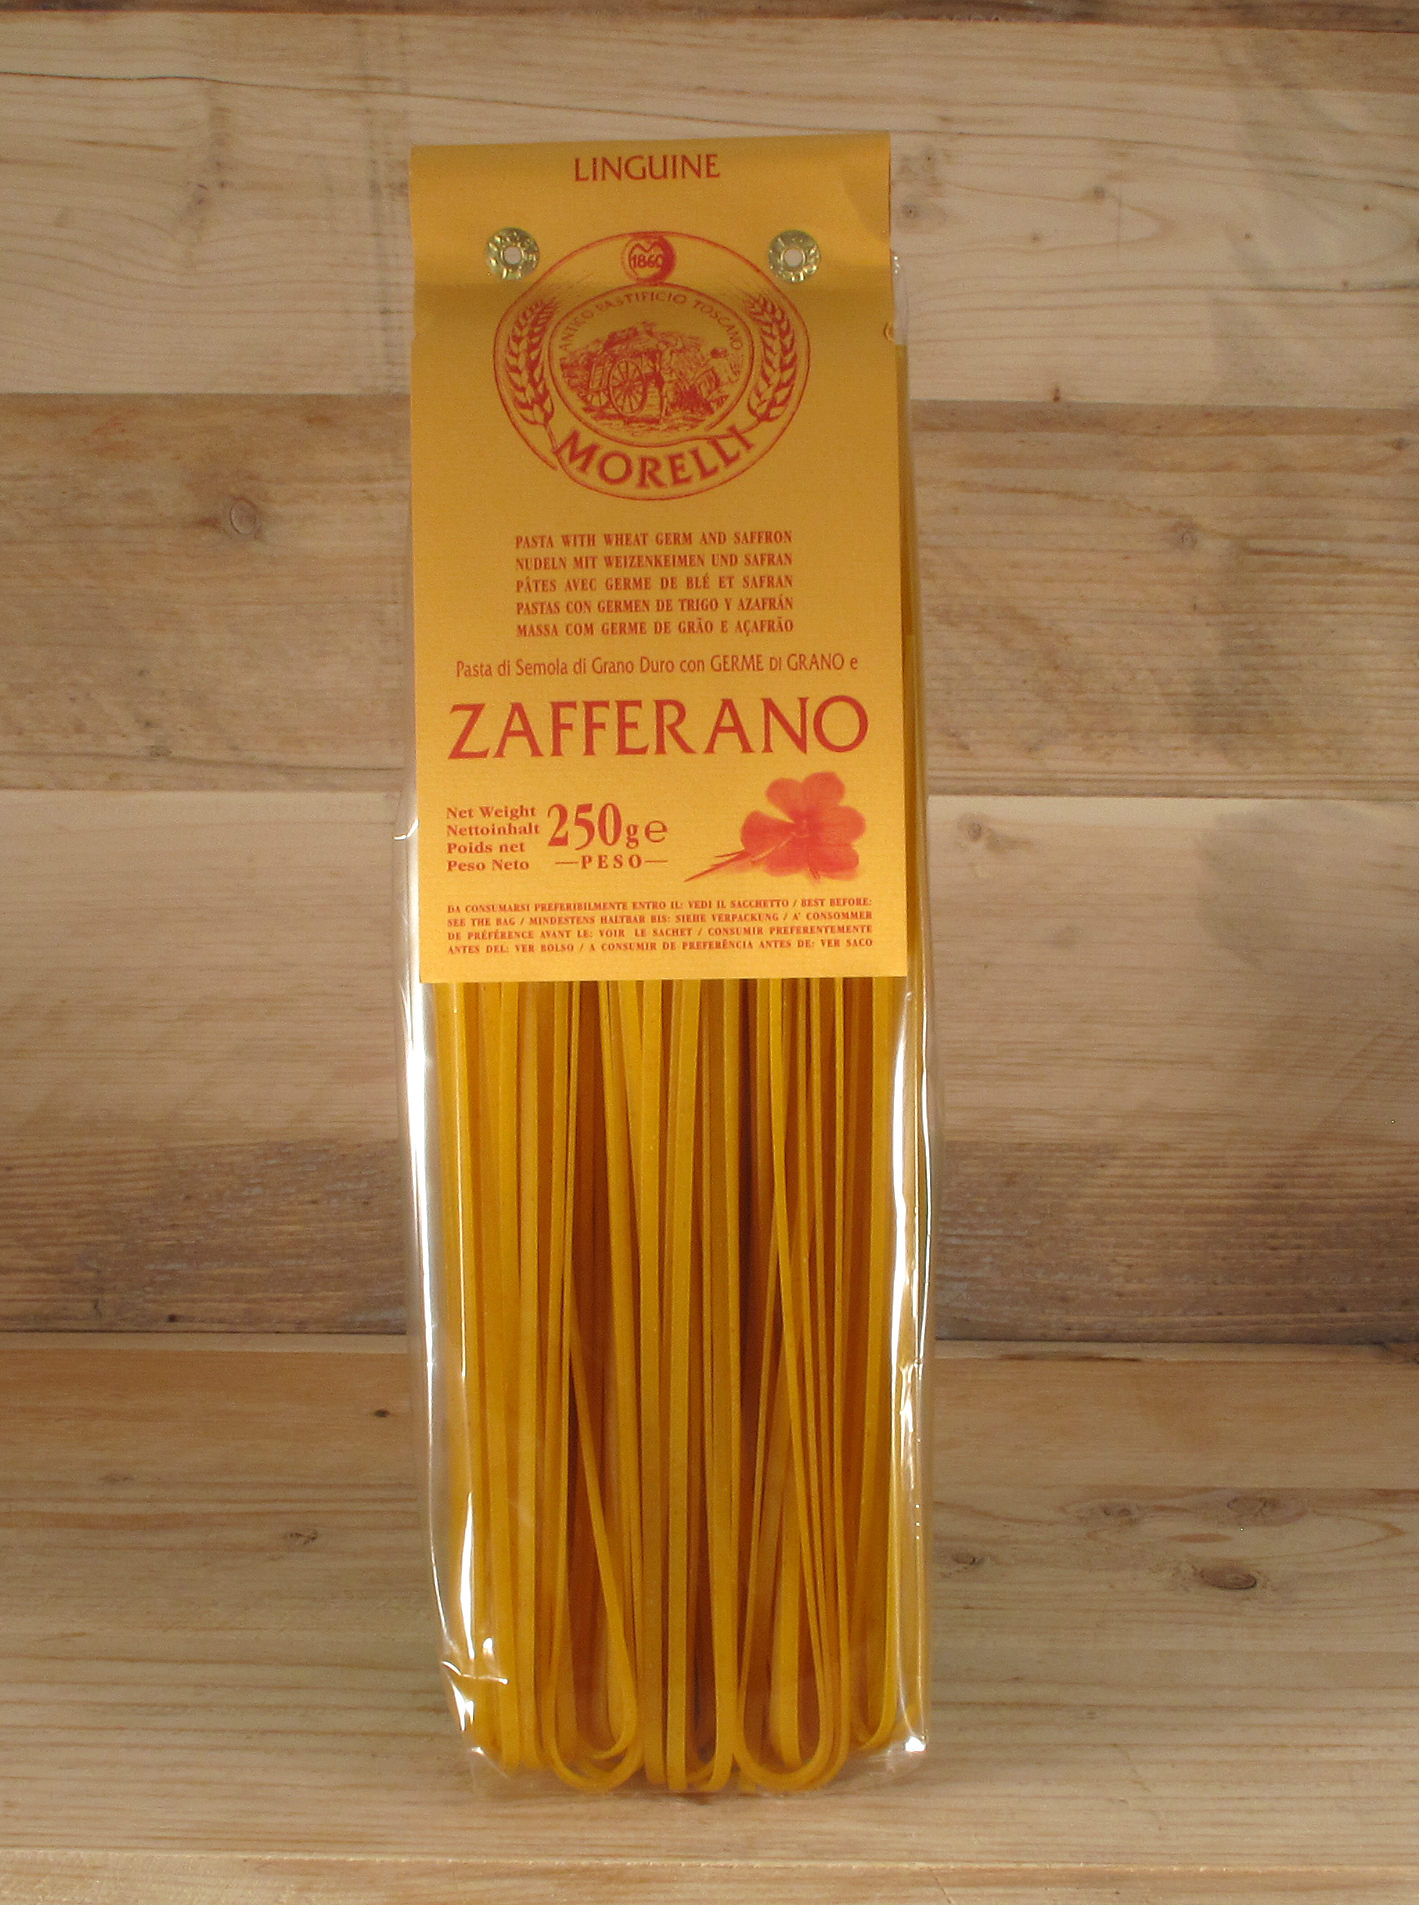 LINGUINE
1860
ANTICO PASTIFICIO TOSCANO
MORELLI
PASTA WITH WHEAT GERM AND SAFFRON
NUDELN MIT WEIZENKEIMEN UND SAFRAN
PÂTES AVEC GERME DE BLÉ ET SAFRAN
PASTAS CON GERMEN DE TRIGO Y AZAFRÁN
MASSA COM GERME DE GRÃO E AÇAFRÃO
Pasta di Semola di Grano Duro con GERME DI GRANO e
ZAFFERANO
Net Weight
Nettoinhalt
Poids net
Peso Neto
250g e
—PESO—
DA CONSUMARSI PREFERIBILMENTE ENTRO IL: VEDI IL SACCHETTO / BEST BEFORE:
SEE THE BAG / MINDESTENS HALTBAR BIS: SIEHE VERPACKUNG / A' CONSOMMER
DE PRÉFÉRENCE AVANT LE: VOIR LE SACHET / CONSUMIR PREFERENTEMENTE
ANTES DEL: VER BOLSO / A CONSUMIR DE PREFERÊNCIA ANTES DE: VER SACO